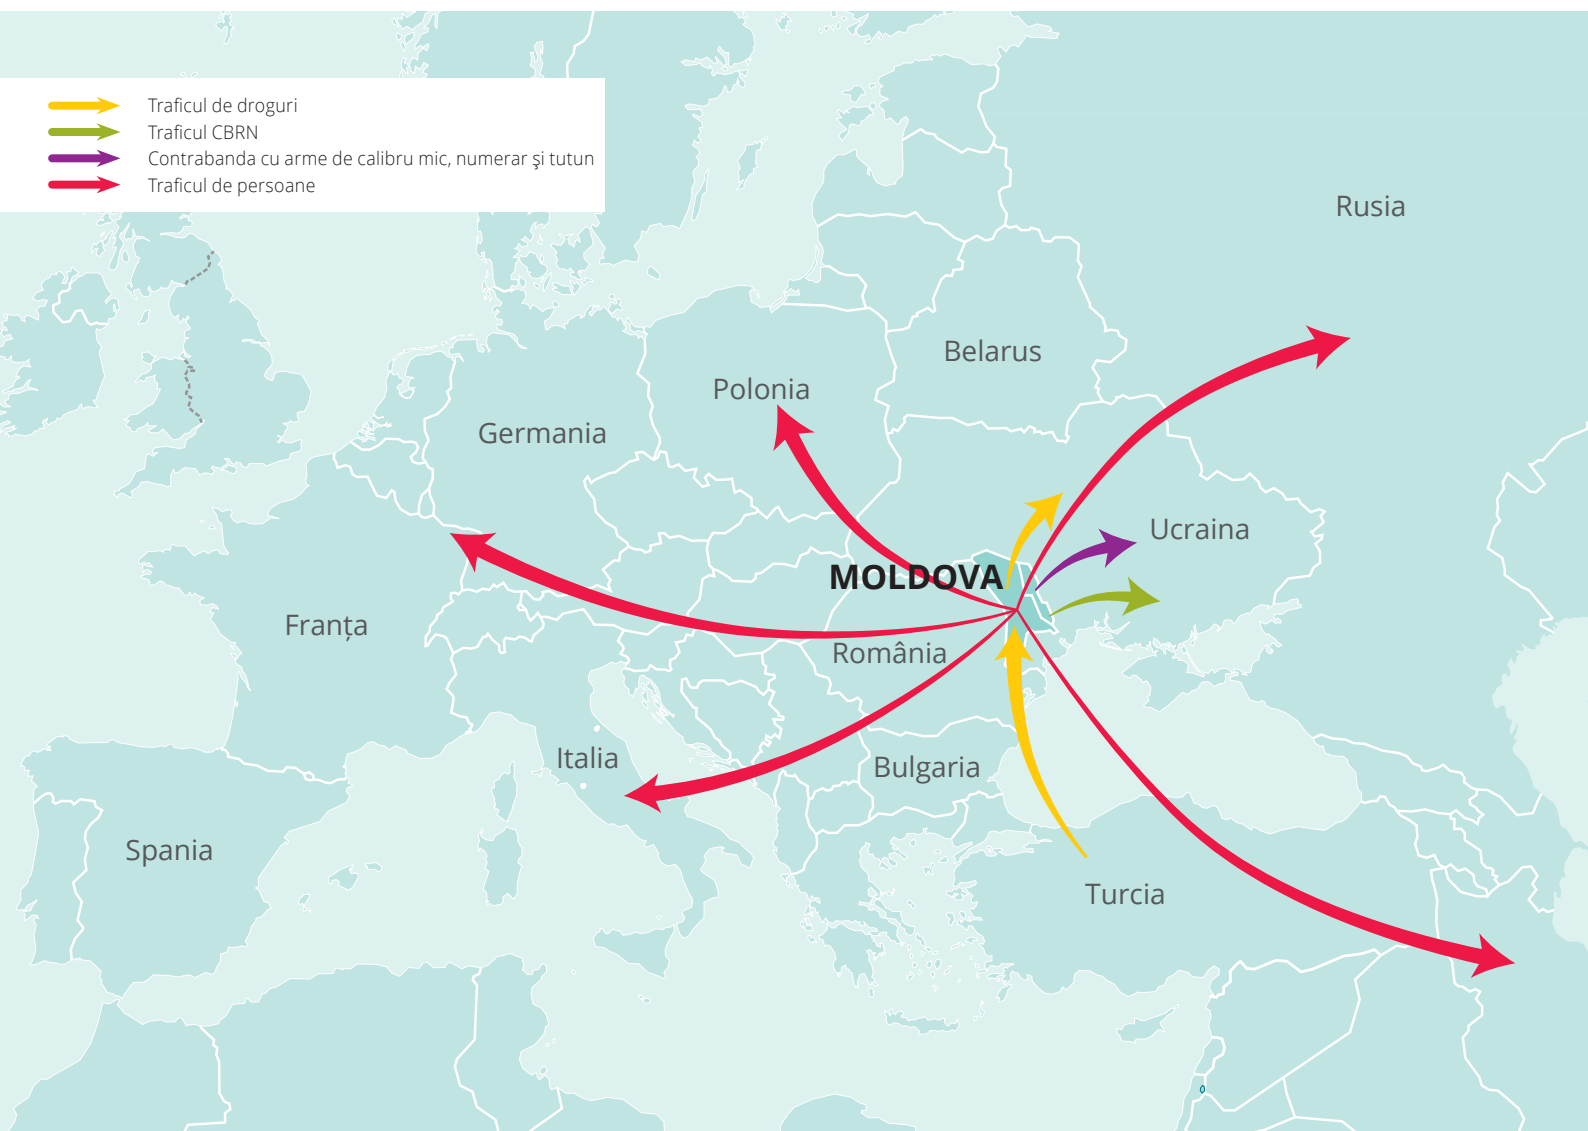 Traficul de droguri
Traficul CBRN
Contrabanda cu arme de calibru mic, numerar și tutun
Traficul de persoane
Rusia
Belarus
Polonia
Germania
Ucraina
MOLDOVA
Franța
România
Italia
Bulgaria
Spania
Turcia